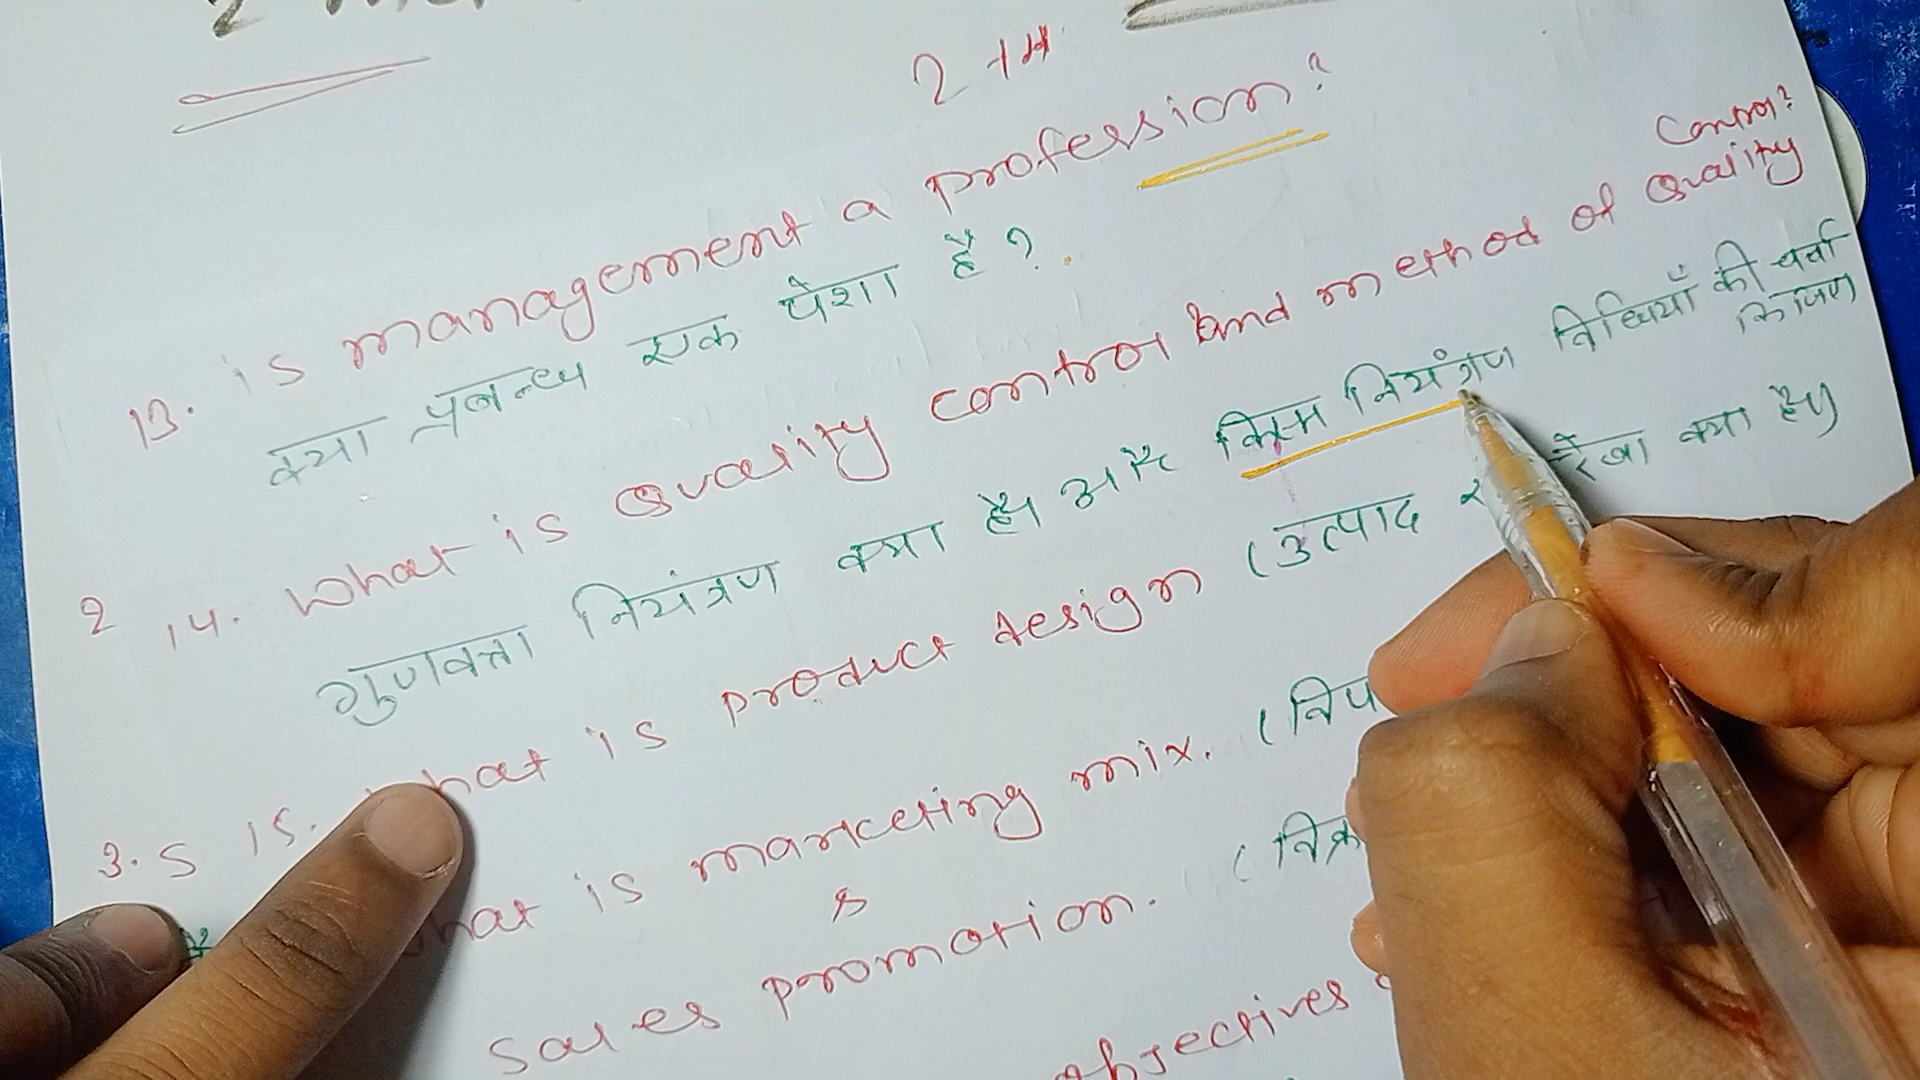 2 +H
13. is management a profession?
क्या प्रबन्ध एक पेशा है?
2 14. What is Quality control and method of Quality Control?
गुणवत्ता नियंत्रण क्या है। और किस्म नियंत्रण विधियाँ की चर्चा किजिए
3. S 15. What is product design (उत्पाद रेखा क्या है।)
What is marketing mix. (विप
s
Sales promotion. (विक्र
objectives